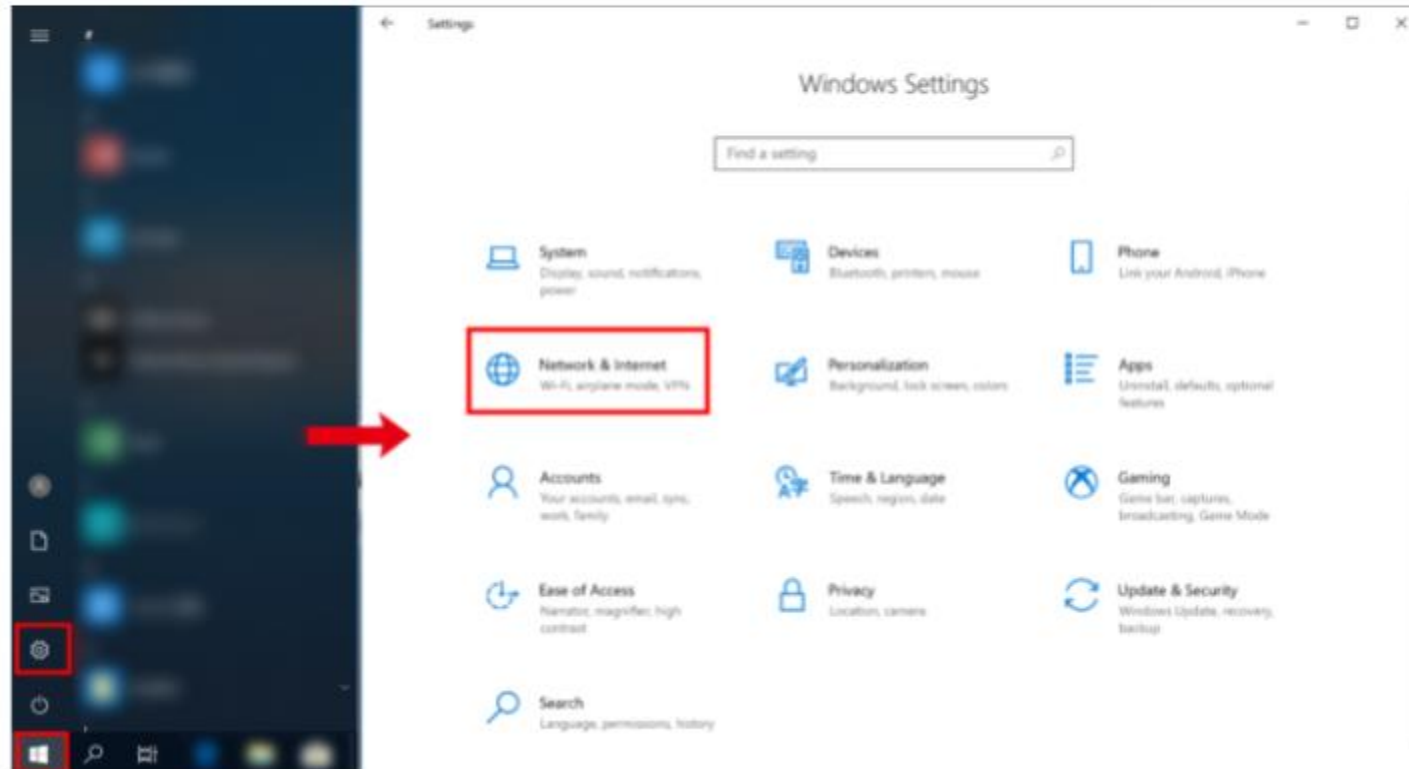 Settings
Windows Settings
Find a setting
System
Display, sound, notifications,
power
Devices
Bluetooth, printers, mouse
Phone
Link your Android, iPhone
Network & Internet
Wi-Fi, airplane mode, VPN
Personalization
Background, lock screen, colors
Apps
Uninstall, defaults, optional
features
Accounts
Your accounts, email, sync,
work, family
Time & Language
Speech, region, date
Gaming
Game bar, captures,
broadcasting, Game Mode
Ease of Access
Narrator, magnifier, high
contrast
Privacy
Location, camera
Update & Security
Windows Update, recovery,
backup
Search
Language, permissions, history